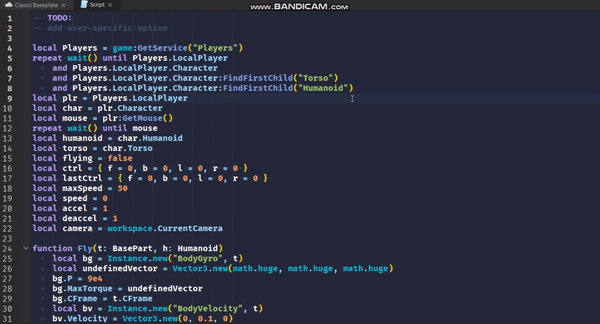 Classic Baseplate × Script ×
WWW.BANDICAM.COM
1 -- TODO:
2 -- add user-specific option
3
4 local Players = game:GetService("Players")
5 repeat wait() until Players.LocalPlayer
6 and Players.LocalPlayer.Character
7 and Players.LocalPlayer.Character:FindFirstChild("Torso")
8 and Players.LocalPlayer.Character:FindFirstChild("Humanoid")
9 local plr = Players.LocalPlayer
10 local char = plr.Character
11 local mouse = plr:GetMouse()
12 repeat wait() until mouse
13 local humanoid = char.Humanoid
14 local torso = char.Torso
15 local flying = false
16 local ctrl = { f = 0, b = 0, l = 0, r = 0 }
17 local lastCtrl = { f = 0, b = 0, l = 0, r = 0 }
18 local maxSpeed = 50
19 local speed = 0
20 local accel = 1
21 local deaccel = 1
22 local camera = workspace.CurrentCamera
23
24 function Fly(t: BasePart, h: Humanoid)
25 local bg = Instance.new("BodyGyro", t)
26 local undefinedVector = Vector3.new(math.huge, math.huge, math.huge)
27 bg.P = 9e4
28 bg.MaxTorque = undefinedVector
29 bg.CFrame = t.CFrame
30 local bv = Instance.new("BodyVelocity", t)
31 bv.Velocity = Vector3.new(0, 0.1, 0)